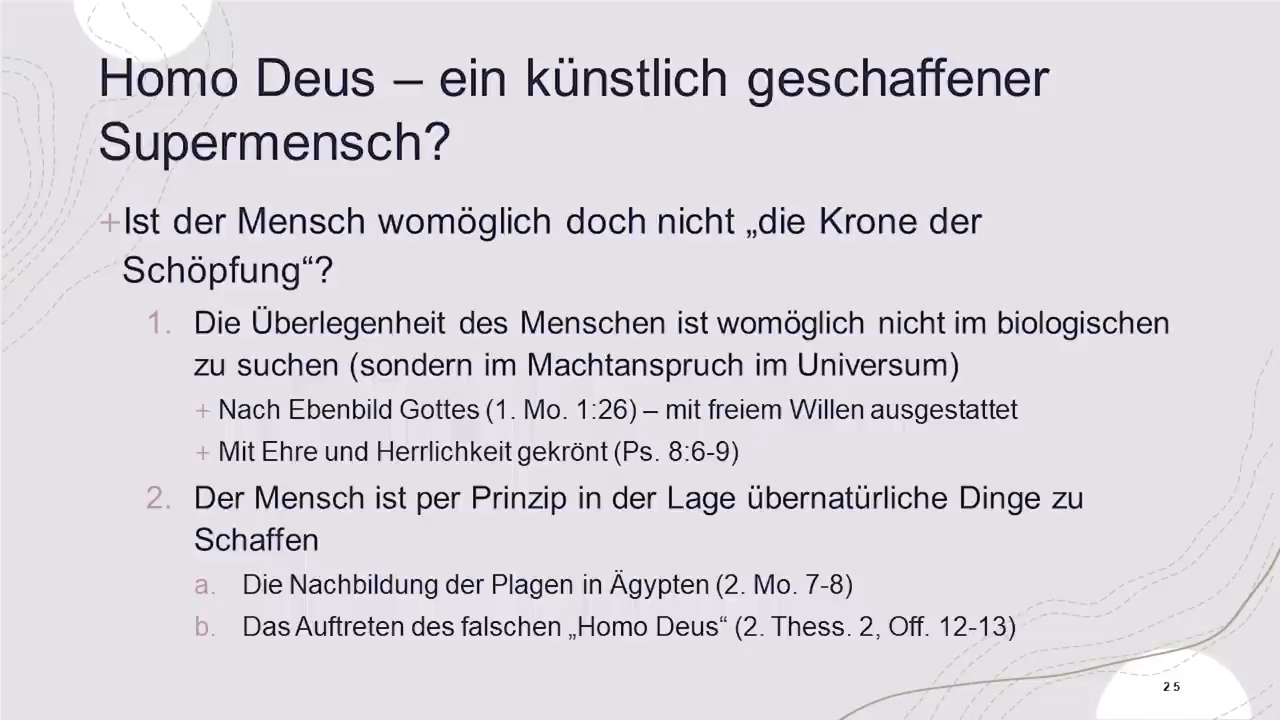 Homo Deus – ein künstlich geschaffener
Supermensch?
+Ist der Mensch womöglich doch nicht „die Krone der
Schöpfung“?
1. Die Überlegenheit des Menschen ist womöglich nicht im biologischen
zu suchen (sondern im Machtanspruch im Universum)
+ Nach Ebenbild Gottes (1. Mo. 1:26) – mit freiem Willen ausgestattet
+ Mit Ehre und Herrlichkeit gekrönt (Ps. 8:6-9)
2. Der Mensch ist per Prinzip in der Lage übernatürliche Dinge zu
Schaffen
a. Die Nachbildung der Plagen in Ägypten (2. Mo. 7-8)
b. Das Auftreten des falschen „Homo Deus“ (2. Thess. 2, Off. 12-13)
25